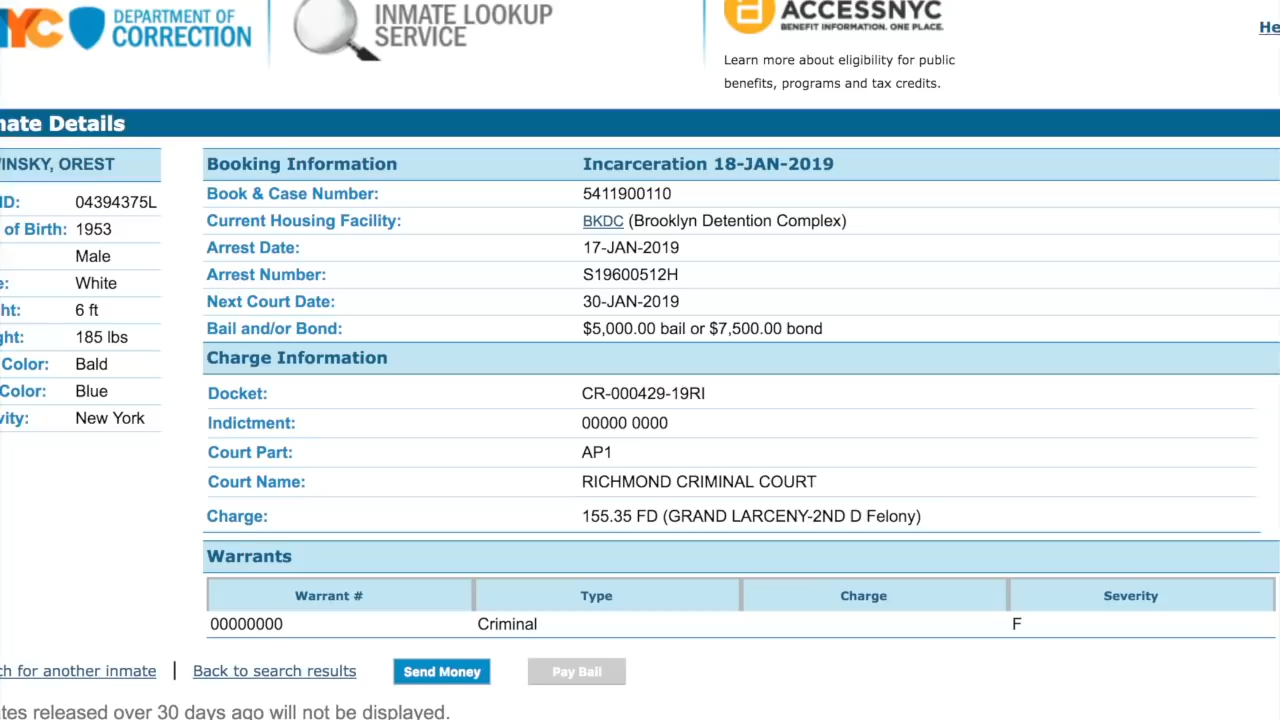 NYC DEPARTMENT OF CORRECTION
INMATE LOOKUP SERVICE
ACCESSNYC
BENEFIT INFORMATION. ONE PLACE.
Learn more about eligibility for public
benefits, programs and tax credits.
He
nate Details
INSKY, OREST
ID: 04394375L
of Birth: 1953
Male
e: White
ht: 6 ft
ght: 185 lbs
Color: Bald
Color: Blue
vity: New York
Booking Information Incarceration 18-JAN-2019
Book & Case Number: 5411900110
Current Housing Facility: BKDC (Brooklyn Detention Complex)
Arrest Date: 17-JAN-2019
Arrest Number: S19600512H
Next Court Date: 30-JAN-2019
Bail and/or Bond: $5,000.00 bail or $7,500.00 bond
Charge Information
Docket: CR-000429-19RI
Indictment: 00000 0000
Court Part: AP1
Court Name: RICHMOND CRIMINAL COURT
Charge: 155.35 FD (GRAND LARCENY-2ND D Felony)
Warrants
Warrant # Type Charge Severity
00000000 Criminal F
ch for another inmate | Back to search results Send Money Pay Bail
tes released over 30 days ago will not be displayed.